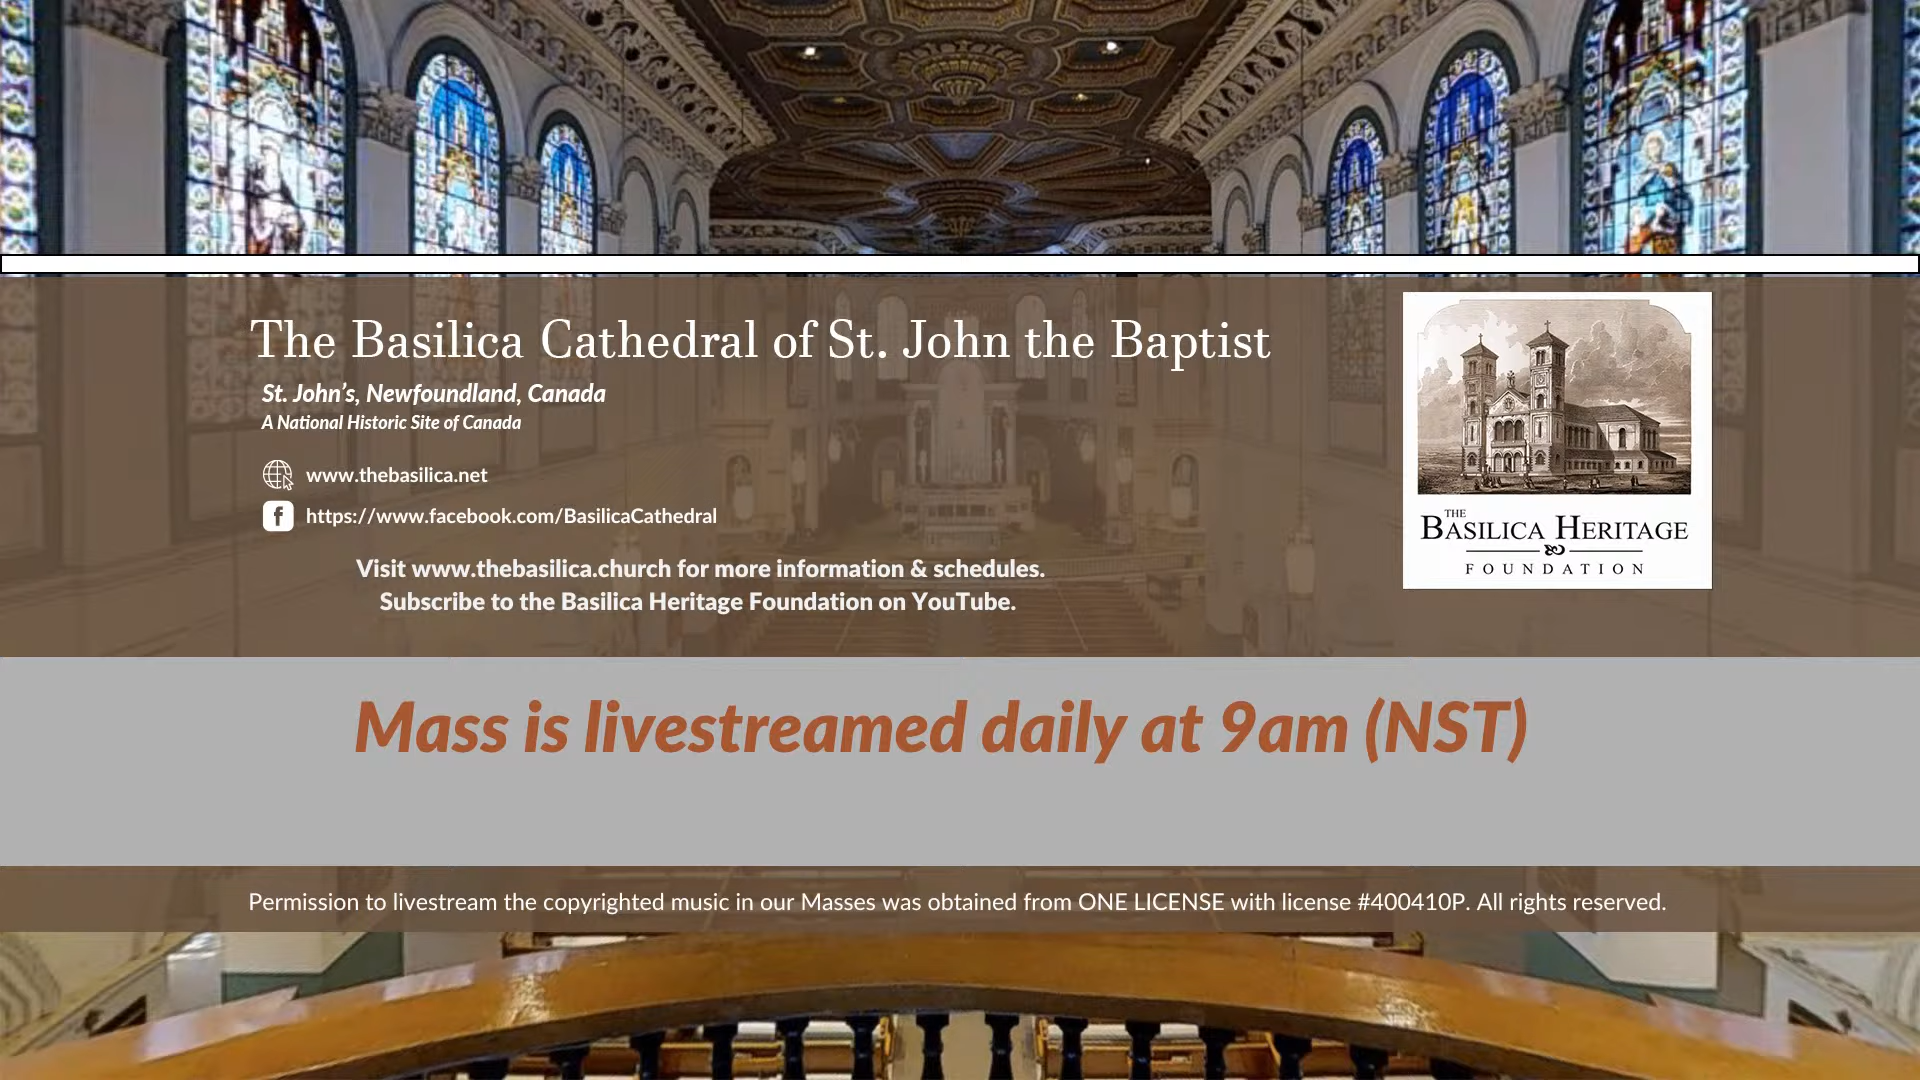 The Basilica Cathedral of St. John the Baptist
St. John's, Newfoundland, Canada
A National Historic Site of Canada
www.thebasilica.net
f https://www.facebook.com/BasilicaCathedral
Visit www.thebasilica.church for more information & schedules.
Subscribe to the Basilica Heritage Foundation on YouTube.
THE
BASILICA HERITAGE
FOUNDATION
Mass is livestreamed daily at 9am (NST)
Permission to livestream the copyrighted music in our Masses was obtained from ONE LICENSE with license #400410P. All rights reserved.